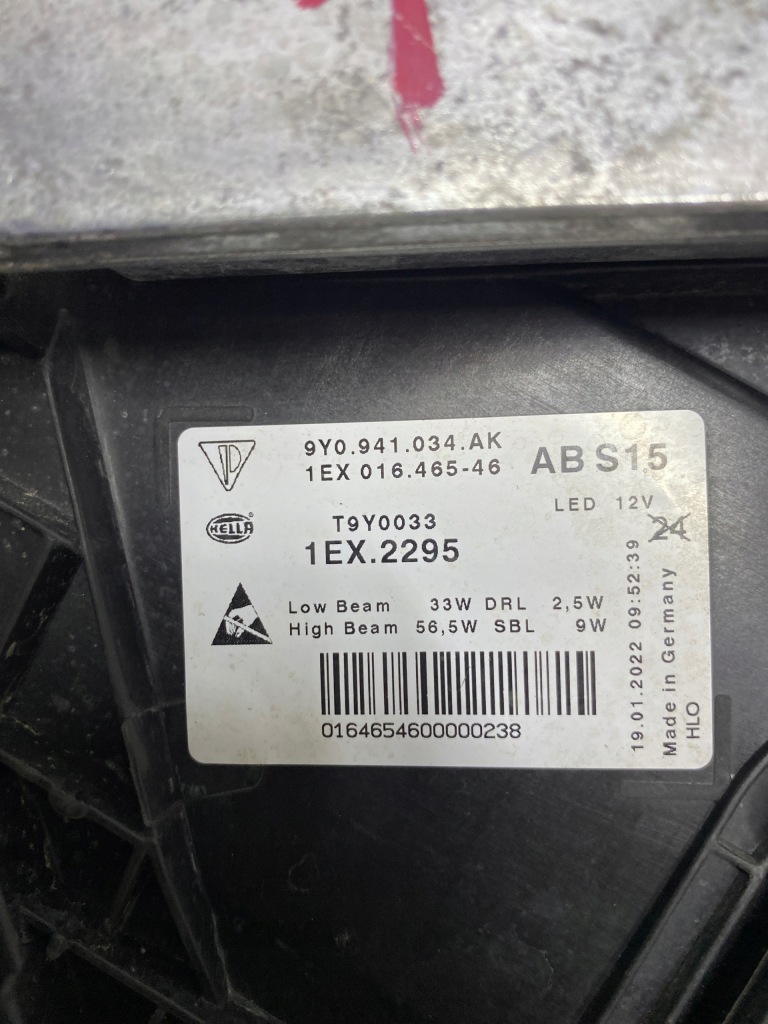 9Y0.941.034.AK
1EX 016.465-46
AB S15
LED 12V
HELLA
T9Y0033
1EX.2295
24
Low Beam 33W DRL 2,5W
High Beam 56,5W SBL 9W
0164654600000238
19.01.2022 09:52:39
Made in Germany
HLO